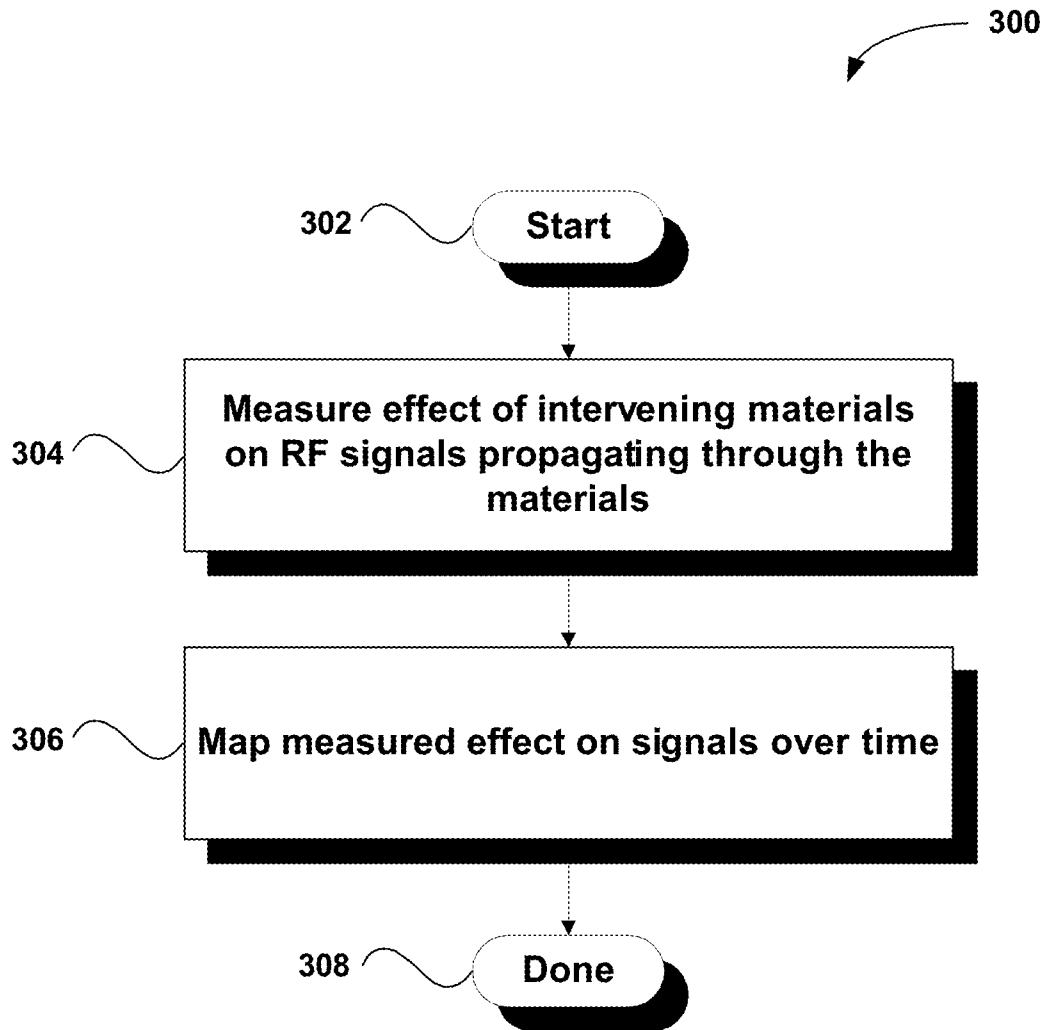 300
302
Start
304
Measure effect of intervening materials
on RF signals propagating through the
materials
306
Map measured effect on signals over time
308
Done